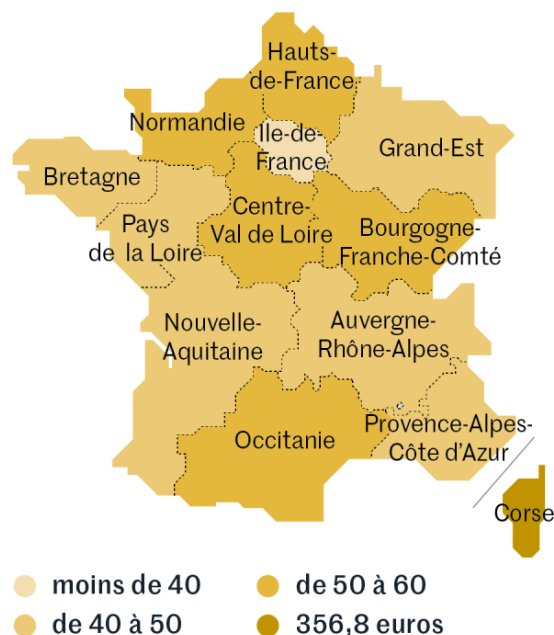 Hauts-
de-France
Normandie
Ile-de-
France
Grand-Est
Bretagne
Centre-
Val de Loire
Pays
de la Loire
Bourgogne-
Franche-Comté
Nouvelle-
Aquitaine
Auvergne-
Rhône-Alpes
Provence-Alpes-
Côte d'Azur
Occitanie
Corse
moins de 40
de 40 à 50
de 50 à 60
356,8 euros